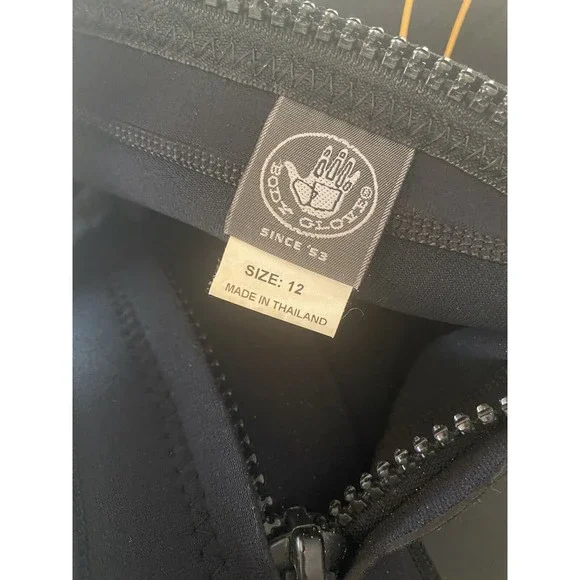 BODY GLOVE®
SINCE '53
SIZE: 12
MADE IN THAILAND